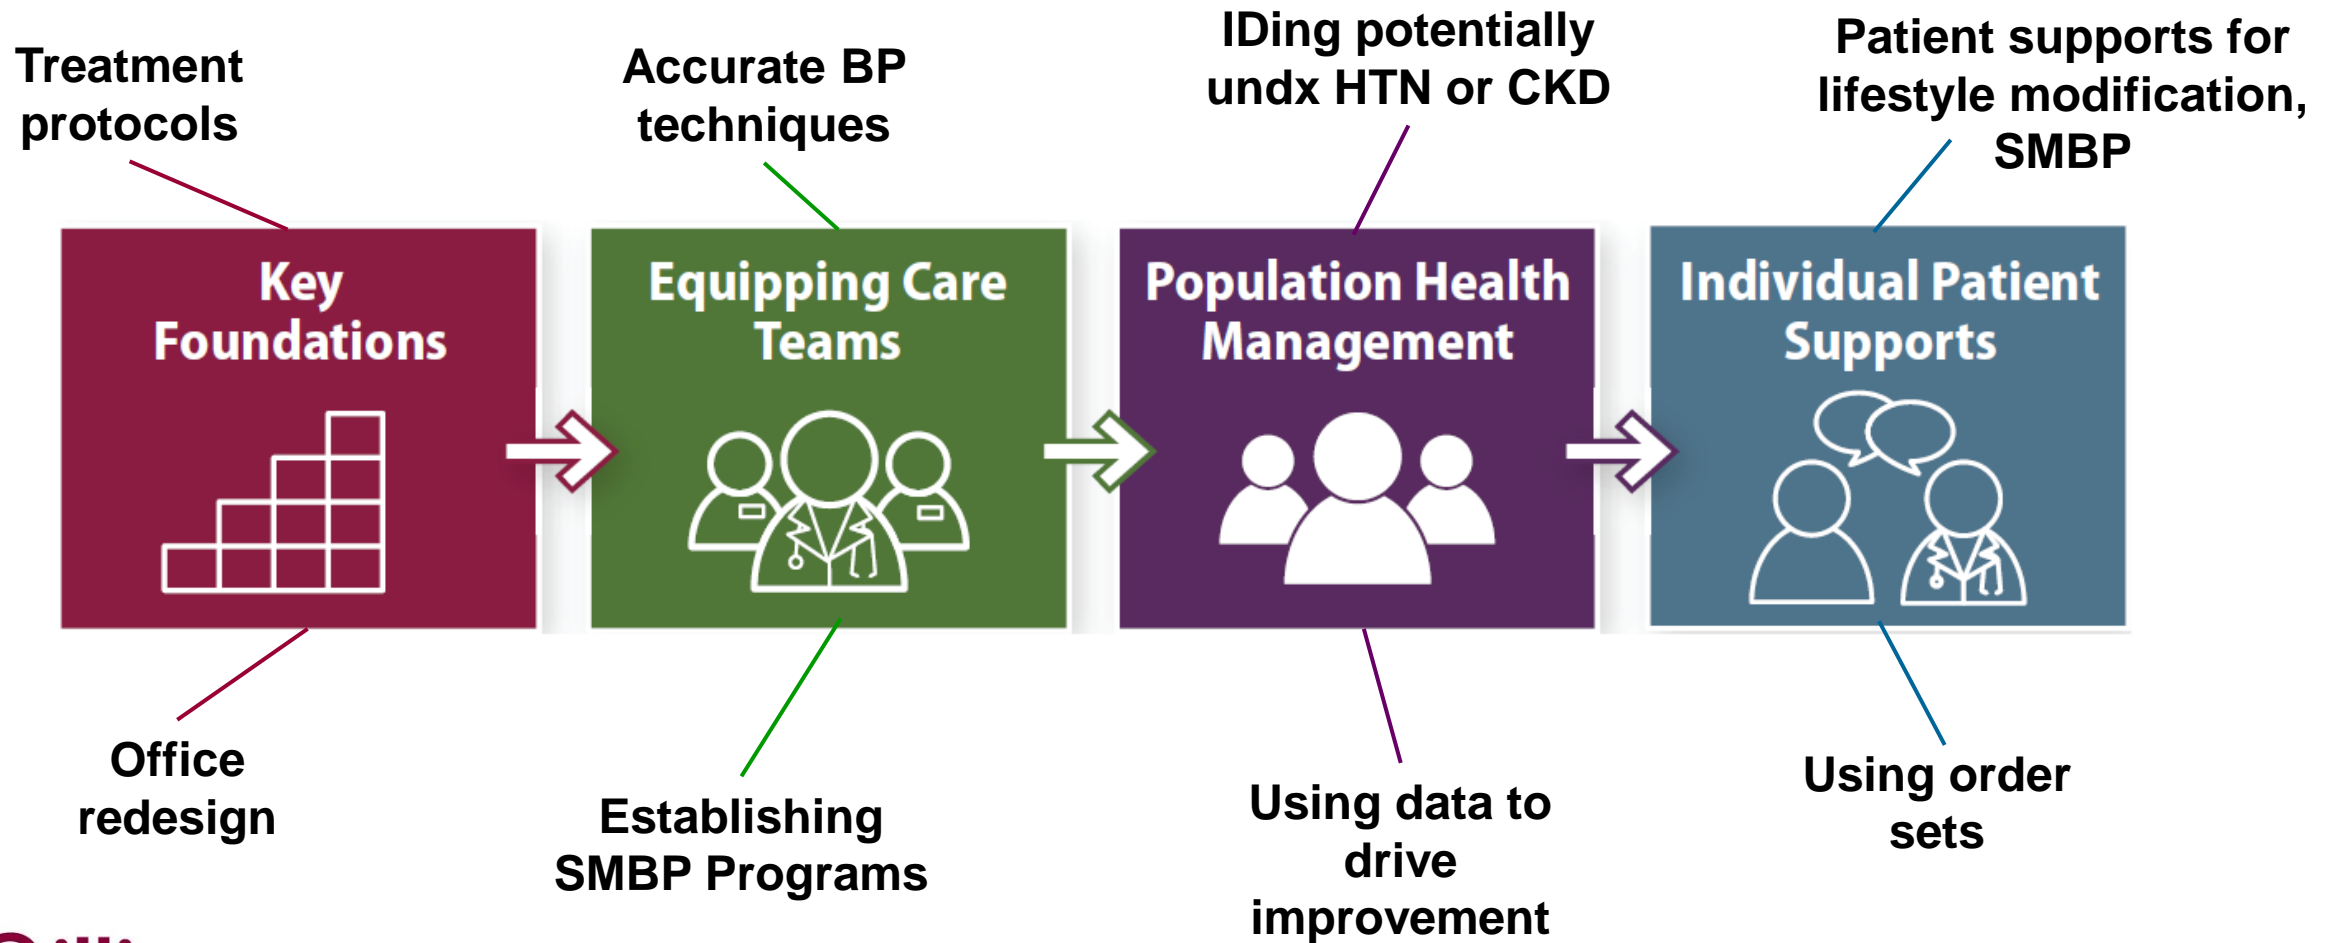 Treatment
protocols
Accurate BP
techniques
IDing potentially
undx HTN or CKD
Patient supports for
lifestyle modification,
SMBP
Key
Foundations
Equipping Care
Teams
Population Health
Management
Individual Patient
Supports
Office
redesign
Establishing
SMBP Programs
Using data to
drive
improvement
Using order
sets